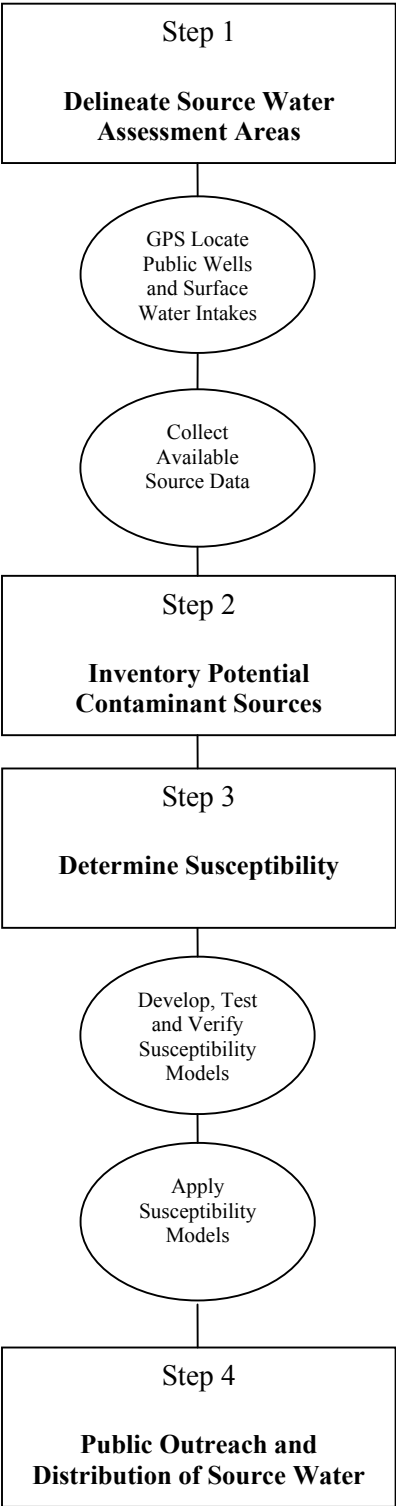 Step 1
Delineate Source Water
Assessment Areas
GPS Locate
Public Wells
and Surface
Water Intakes
Collect
Available
Source Data
Step 2
Inventory Potential
Contaminant Sources
Step 3
Determine Susceptibility
Develop, Test
and Verify
Susceptibility
Models
Apply
Susceptibility
Models
Step 4
Public Outreach and
Distribution of Source Water